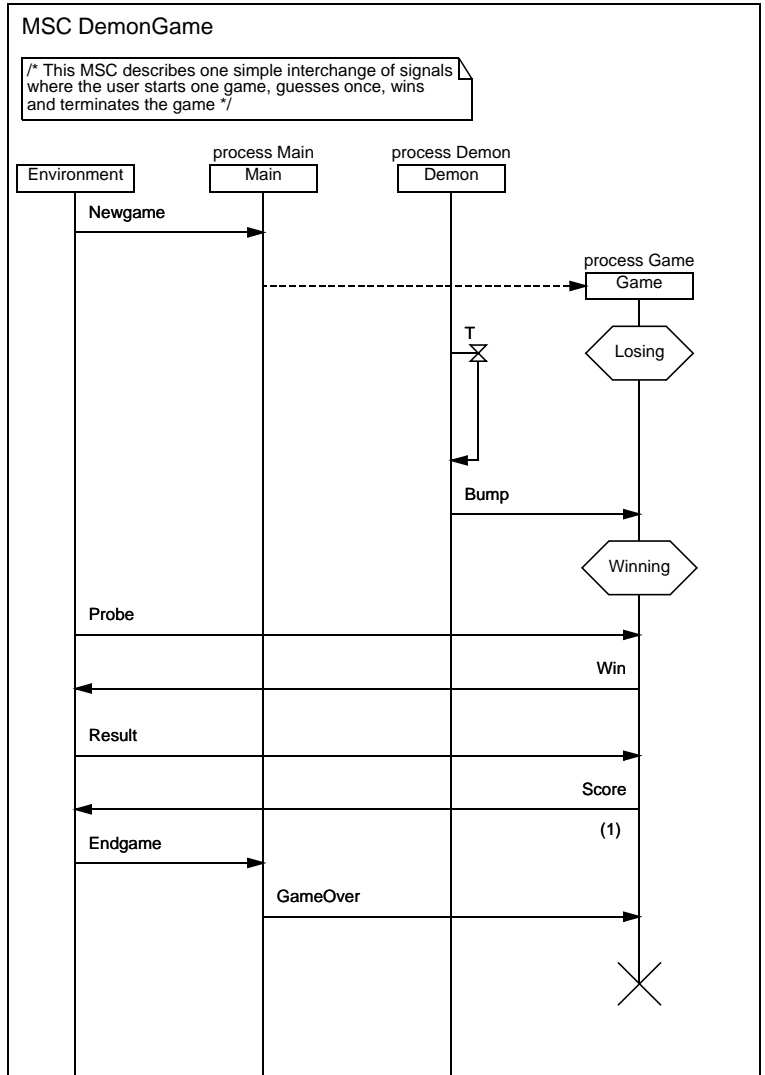 MSC DemonGame
/* This MSC describes one simple interchange of signals
where the user starts one game, guesses once, wins
and terminates the game */
process Main
process Demon
Environment
Main
Demon
Newgame
process Game
Game
T
Losing
Bump
Winning
Probe
Win
Result
Score
(1)
Endgame
GameOver